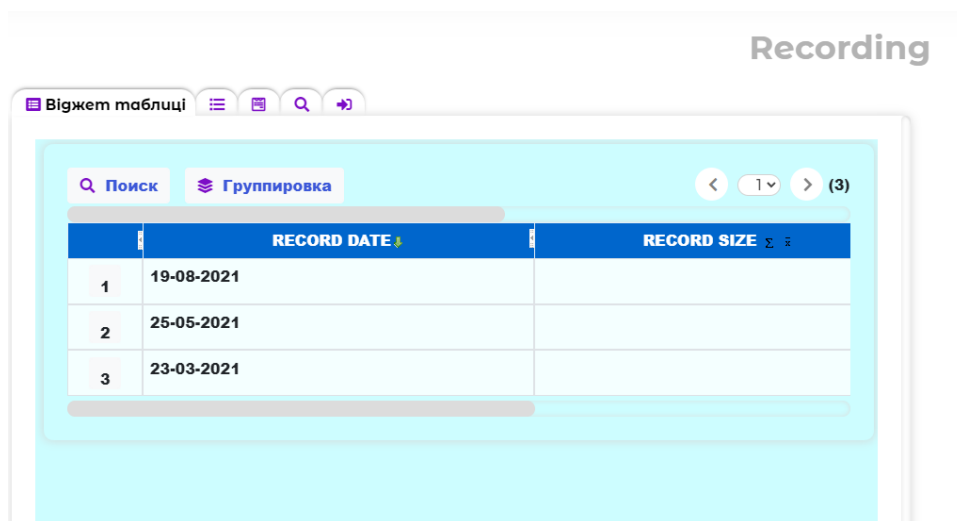 Recording
Віджет таблиці
Поиск Группировка 1 (3)
RECORD DATE RECORD SIZE Σ x̄
1 19-08-2021
2 25-05-2021
3 23-03-2021